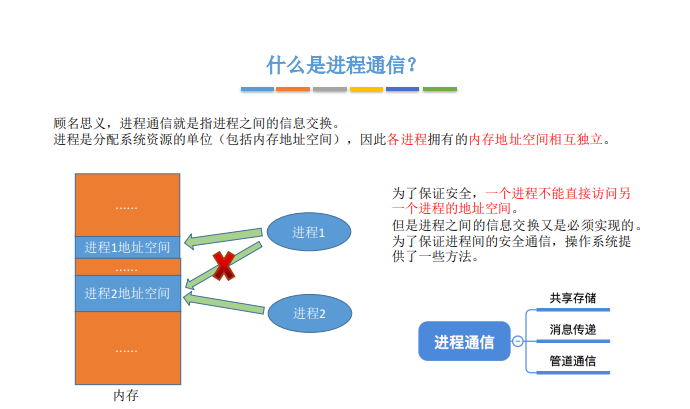 什么是进程通信？
顾名思义，进程通信就是指进程之间的信息交换。
进程是分配系统资源的单位（包括内存地址空间），因此各进程拥有的内存地址空间相互独立。
......
进程1地址空间
......
进程2地址空间
......
内存
进程1
进程2
为了保证安全，一个进程不能直接访问另
一个进程的地址空间。
但是进程之间的信息交换又是必须实现的。
为了保证进程间的安全通信，操作系统提
供了一些方法。
进程通信
共享存储
消息传递
管道通信